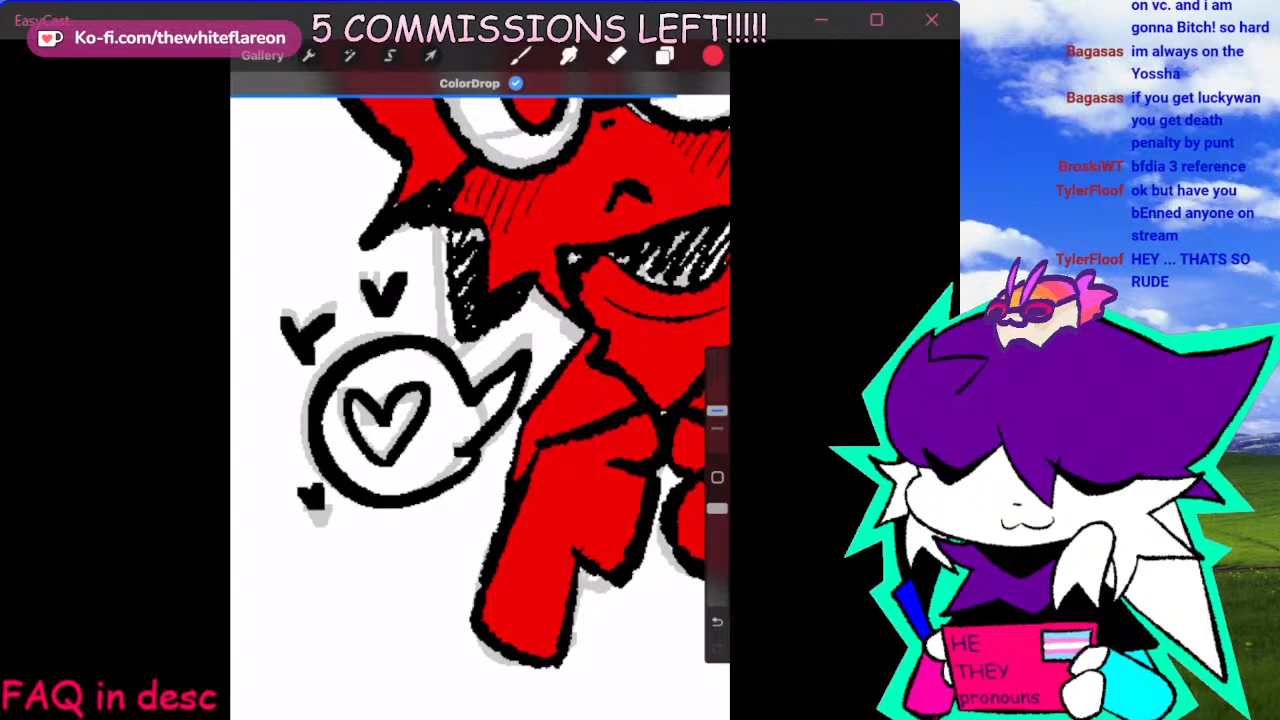 EasyCast
Ko-fi.com/thewhiteflareon
5 COMMISSIONS LEFT!!!!!
Gallery
ColorDrop
on vc. and i am
gonna Bitch! so hard
Bagasas im always on the
Yossha
Bagasas if you get luckywan
you get death
penalty by punt
BroskiWT bfdia 3 reference
TylerFloof ok but have you
bEnned anyone on
stream
TylerFloof HEY ... THATS SO
RUDE
HE
THEY
pronouns
FAQ in desc